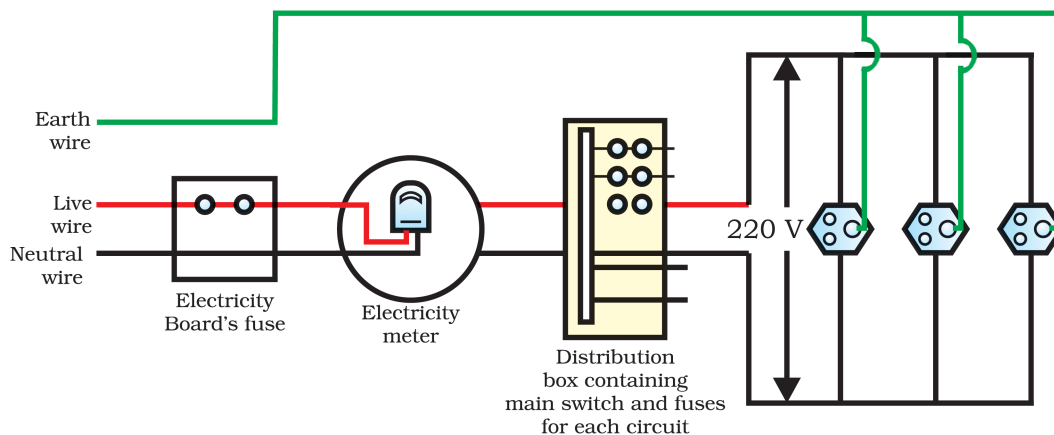 Earth
wire
Live
wire
Neutral
wire
Electricity
Board's fuse
Electricity
meter
Distribution
box containing
main switch and fuses
for each circuit
220 V